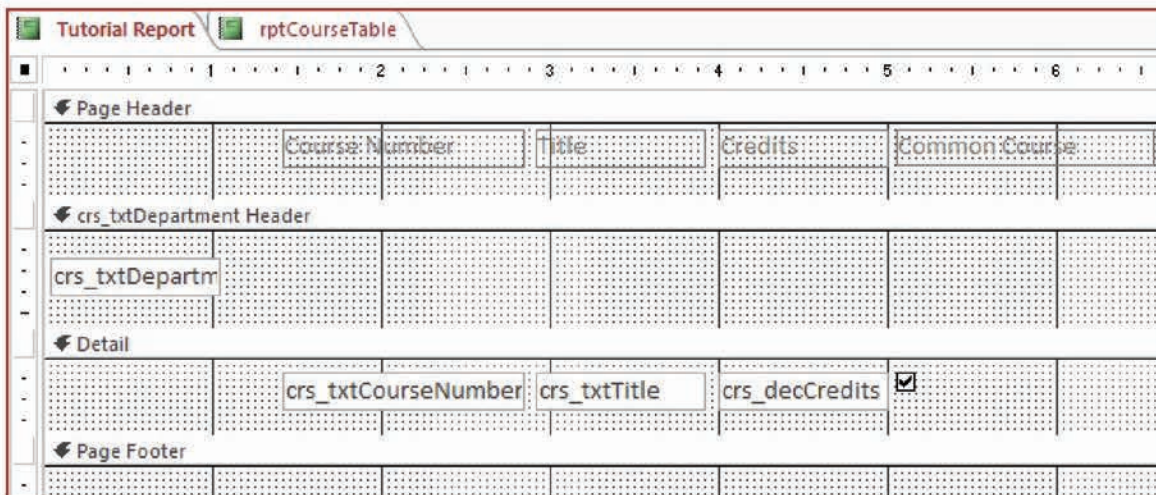 Tutorial Report rptCourseTable
1 2 3 4 5 6
Page Header
Course Number Title Credits Common Course
crs_txtDepartment Header
crs_txtDepartm
Detail
crs_txtCourseNumber crs_txtTitle crs_decCredits
Page Footer